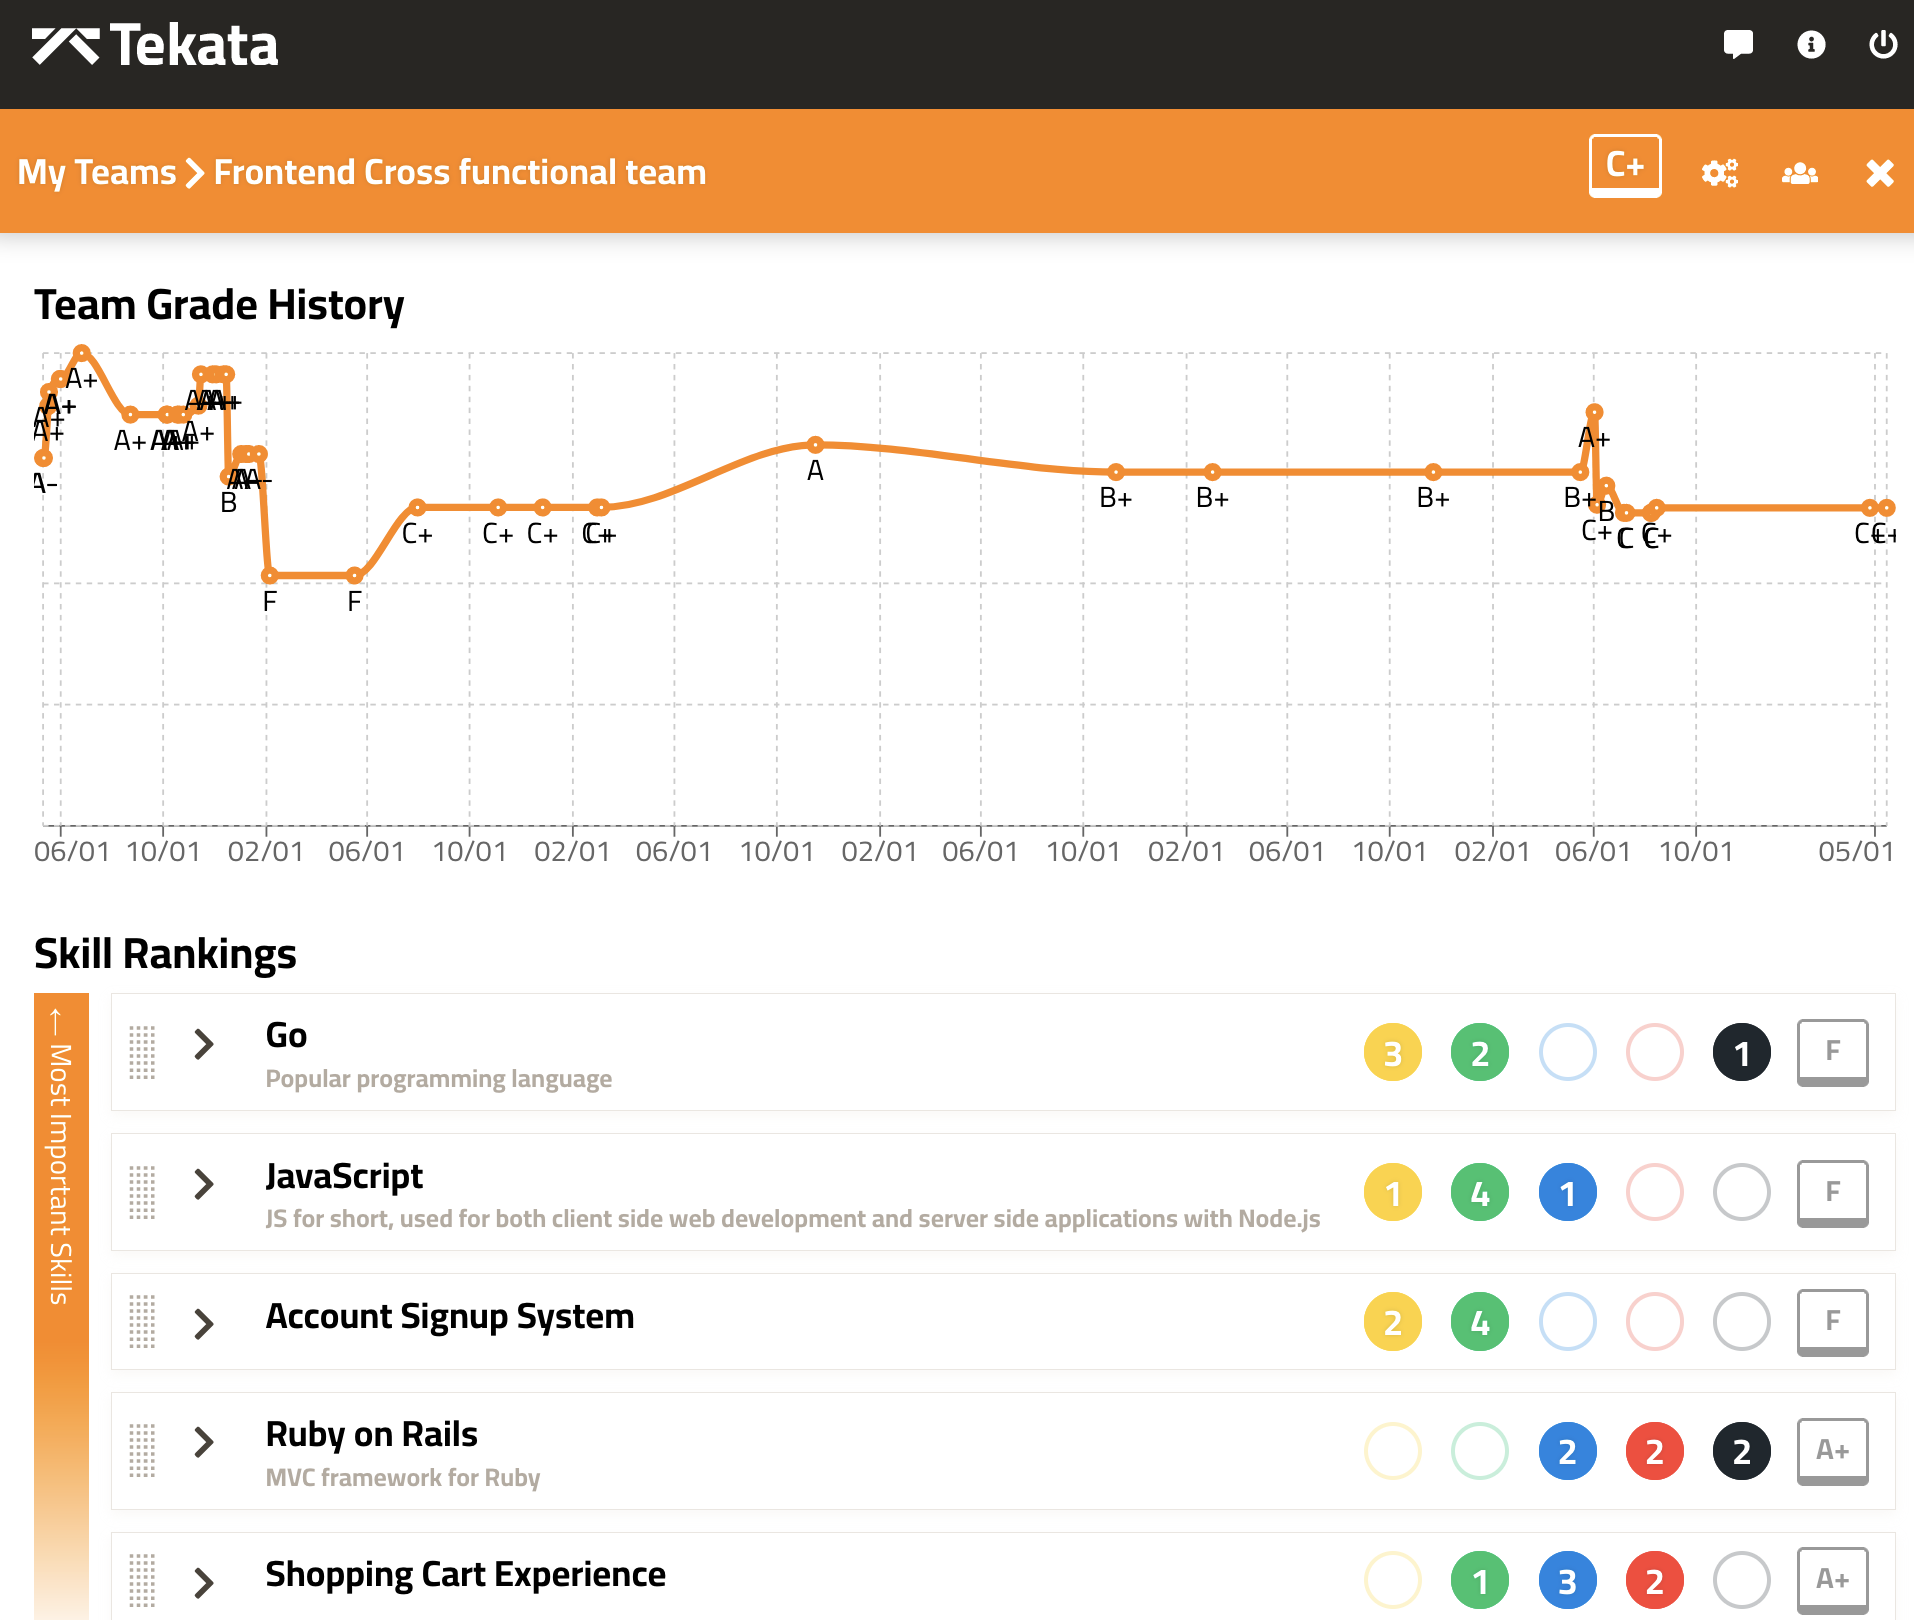 Tekata
My Teams Frontend Cross functional team
C+
Team Grade History
A+
A+
A+
A+
A-
A+
A+
B
F
F
C+
C+
C+
C+
A
B+
B+
B+
B+
A+
C+
B
C
C+
C+
06/01 10/01 02/01 06/01 10/01 02/01 06/01 10/01 02/01 06/01 10/01 02/01 06/01 10/01 02/01 06/01 10/01 05/01
Skill Rankings
← Most Important Skills
Go
Popular programming language
3 2 1 F
JavaScript
JS for short, used for both client side web development and server side applications with Node.js
1 4 1 F
Account Signup System
2 4 F
Ruby on Rails
MVC framework for Ruby
2 2 2 A+
Shopping Cart Experience
1 3 2 A+